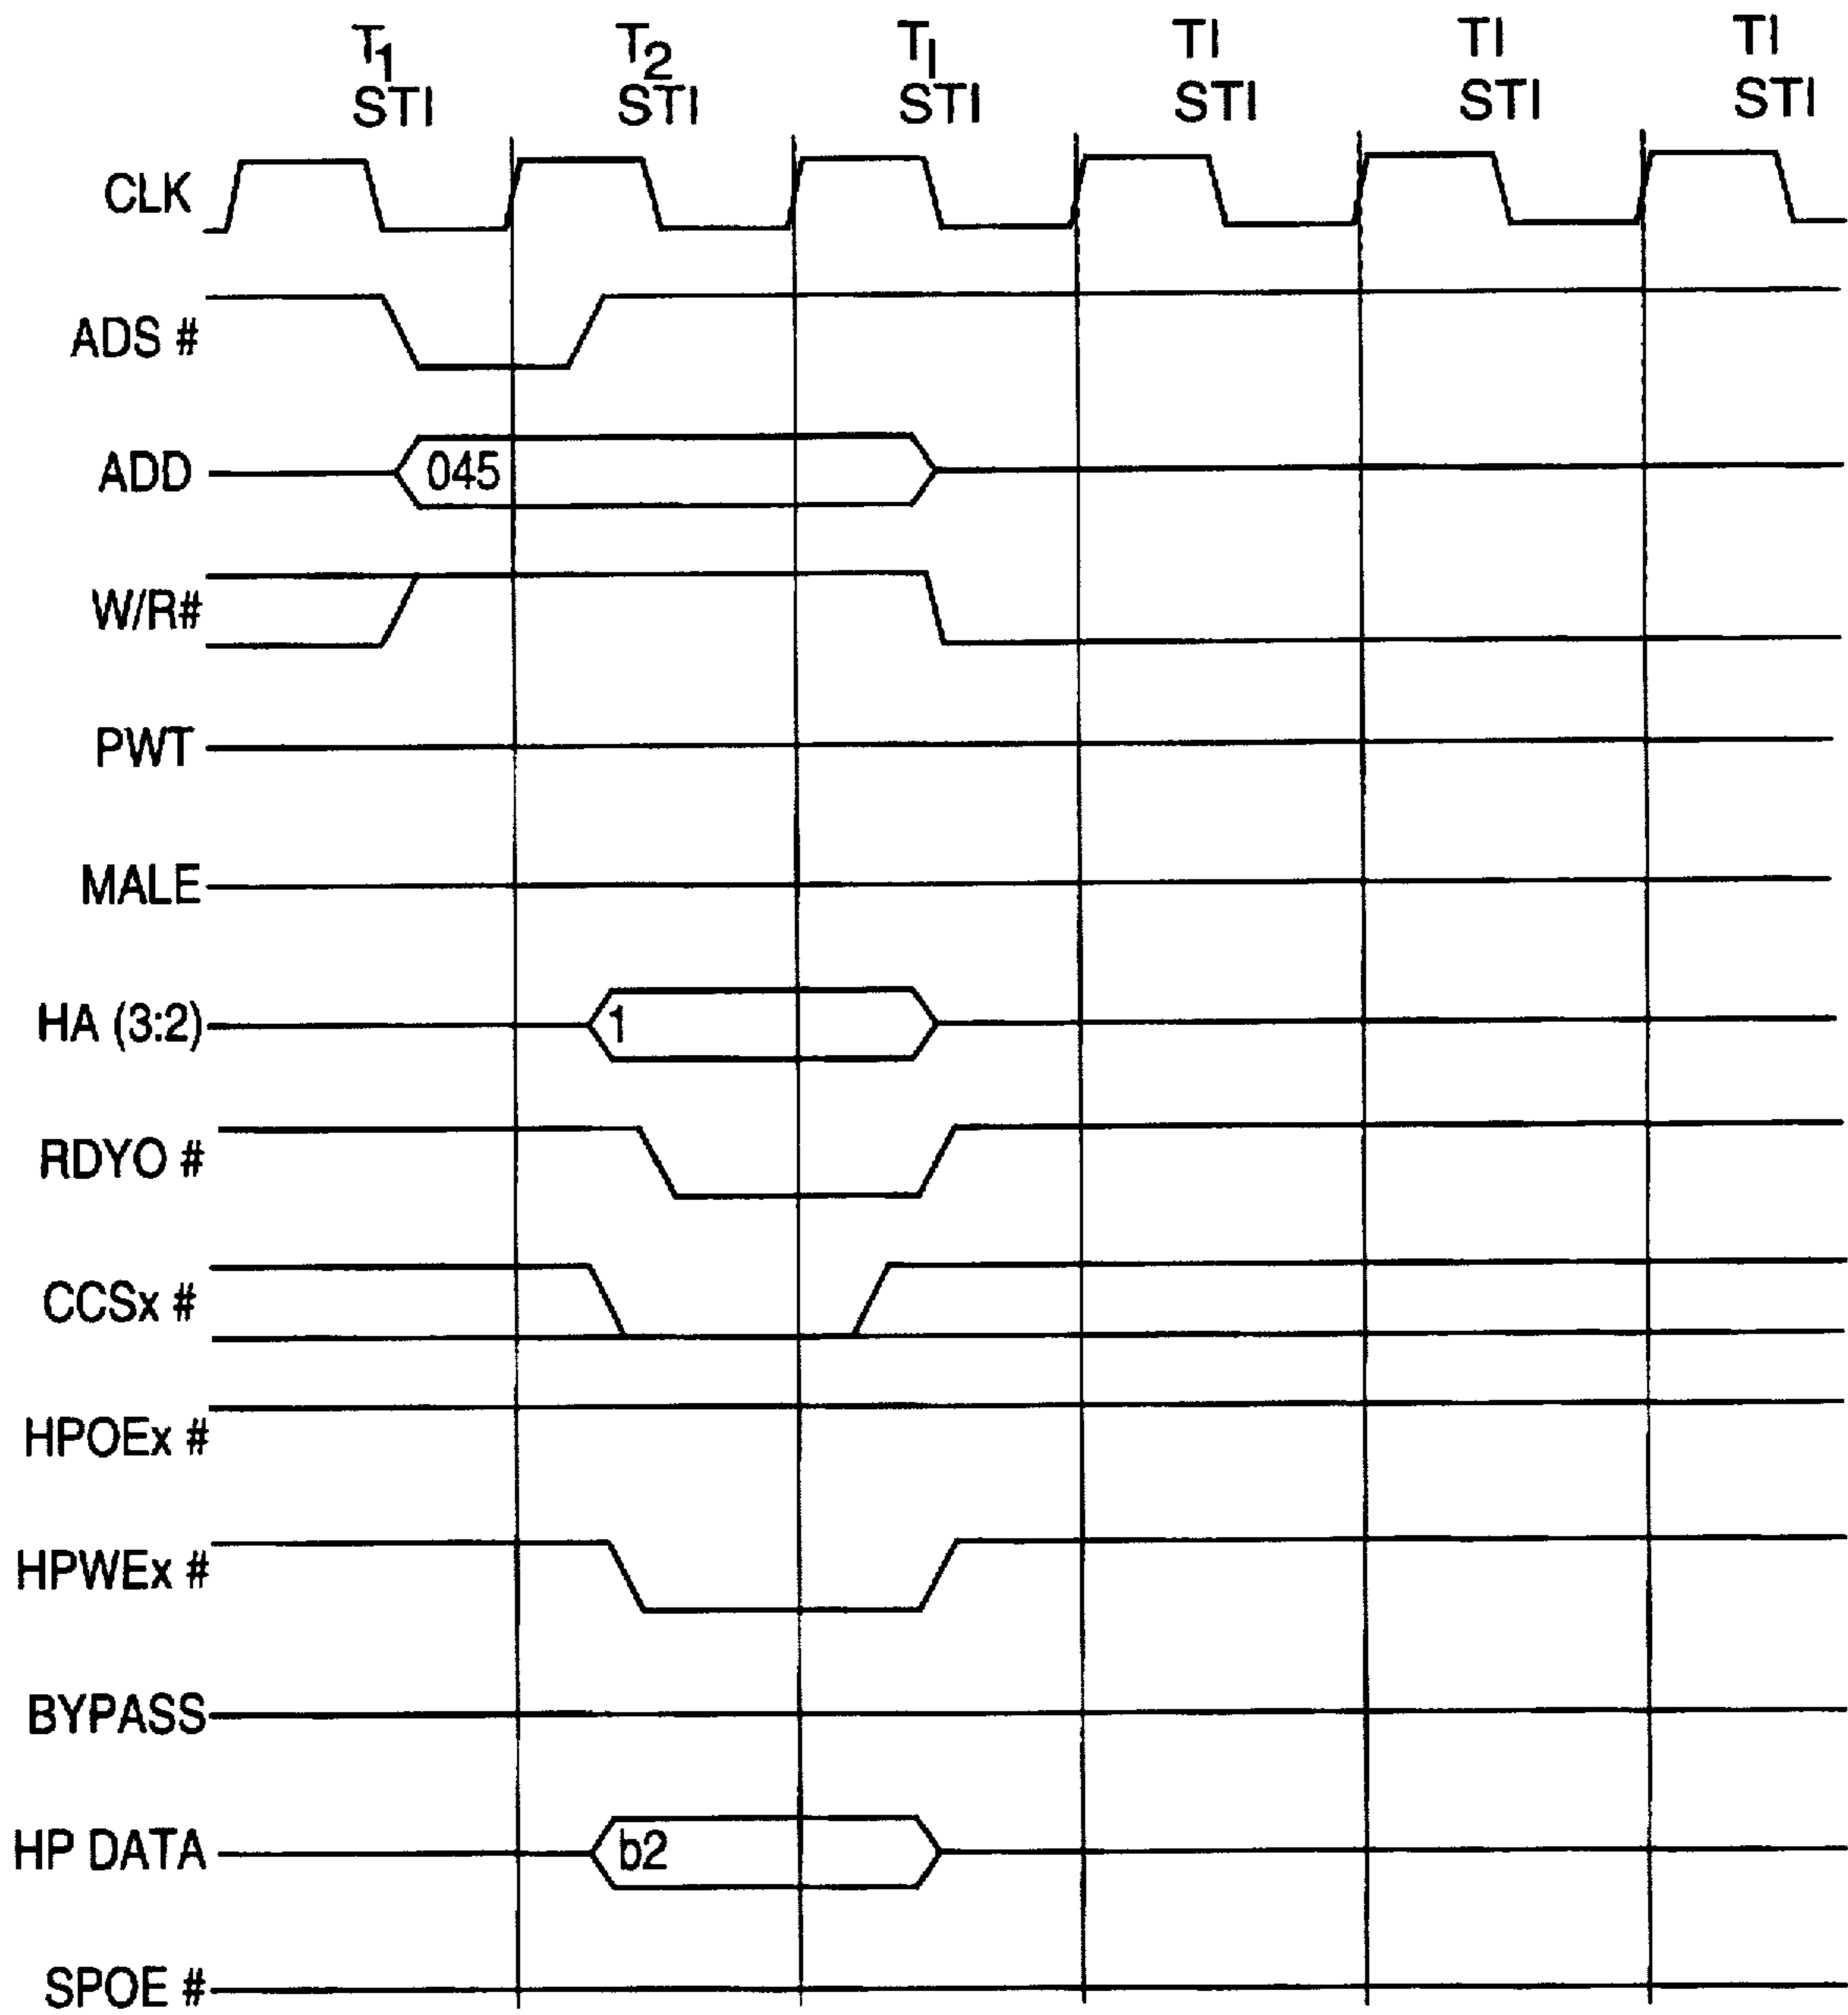 T1 T2 TI TI TI TI
STI STI STI STI STI STI
CLK
ADS #
ADD 045
W/R#
PWT
MALE
HA (3:2) 1
RDYO #
CCSx #
HPOEx #
HPWEx #
BYPASS
HP DATA b2
SPOE #